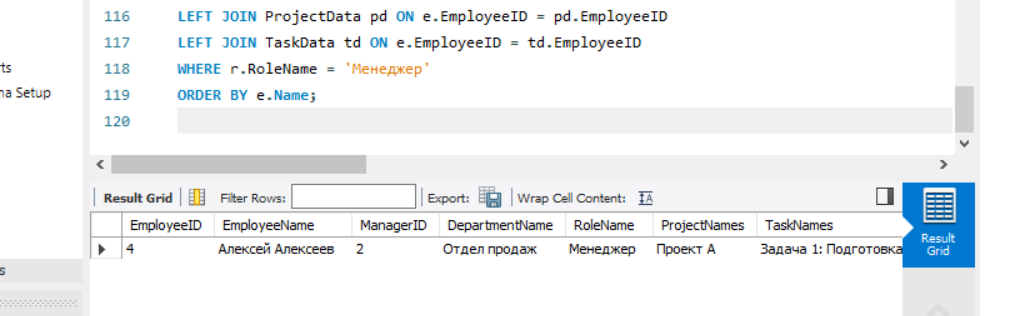 116 LEFT JOIN ProjectData pd ON e.EmployeeID = pd.EmployeeID
117 LEFT JOIN TaskData td ON e.EmployeeID = td.EmployeeID
rts
118 WHERE r.RoleName = 'Менеджер'
na Setup
119 ORDER BY e.Name;
120
Result Grid Filter Rows: Export: Wrap Cell Content: IA
EmployeeID EmployeeName ManagerID DepartmentName RoleName ProjectNames TaskNames
4 Алексей Алексеев 2 Отдел продаж Менеджер Проект А Задача 1: Подготовка
Result
Grid
s